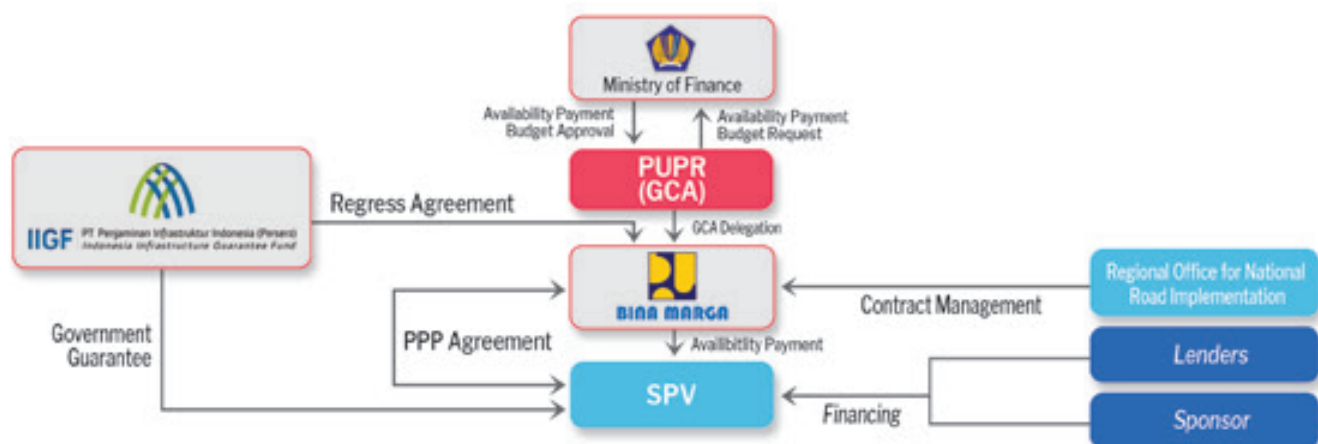 Ministry of Finance
Availability Payment
Budget Approval
Availability Payment
Budget Request
PUPR
(GCA)
IIGF
PT Penjaminan Infrastruktur Indonesia (Persero)
Indonesia Infrastructure Guarantee Fund
Regress Agreement
GCA Delegation
BINA MARGA
Regional Office for National
Road Implementation
Contract Management
Government
Guarantee
PPP Agreement
Availibitlity Payment
Lenders
SPV
Financing
Sponsor